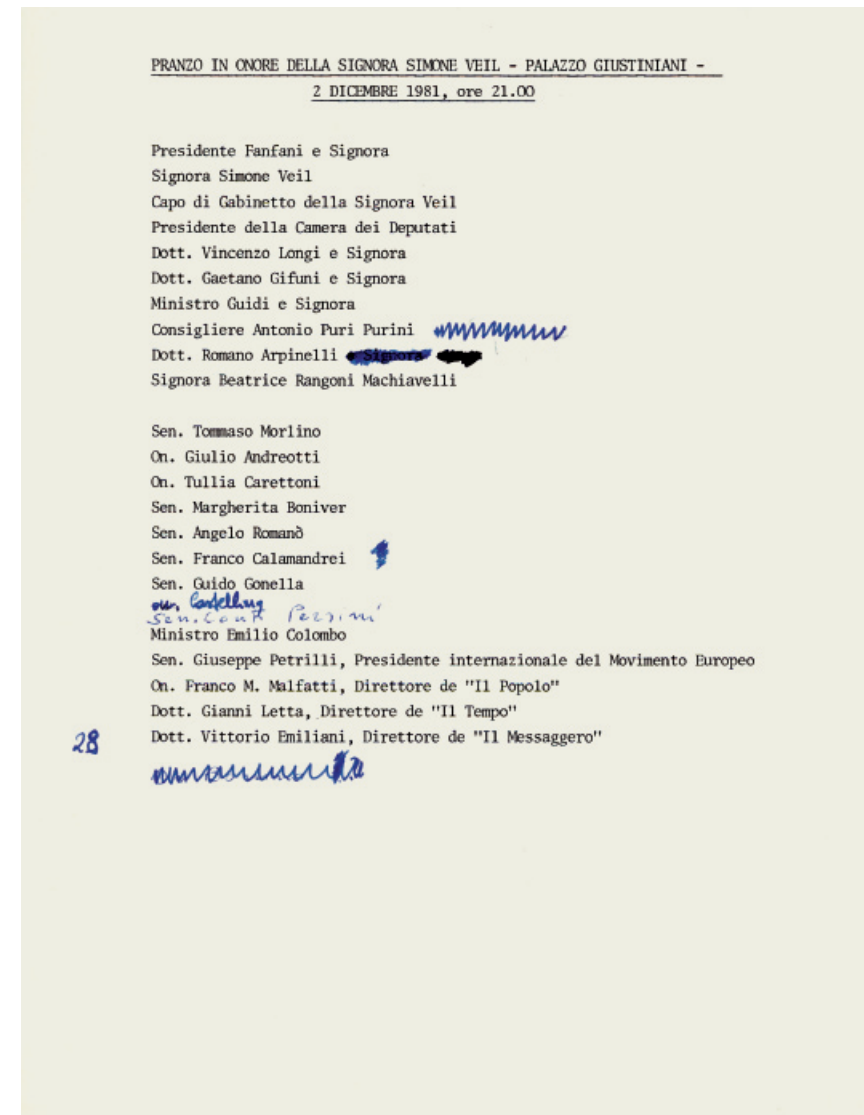 PRANZO IN ONORE DELLA SIGNORA SIMONE VEIL - PALAZZO GIUSTINIANI -
2 DICEMBRE 1981, ore 21.00
Presidente Fanfani e Signora
Signora Simone Veil
Capo di Gabinetto della Signora Veil
Presidente della Camera dei Deputati
Dott. Vincenzo Longi e Signora
Dott. Gaetano Gifuni e Signora
Ministro Guidi e Signora
Consigliere Antonio Puri Purini
Dott. Romano Arpinelli e Signora
Signora Beatrice Rangoni Machiavelli
Sen. Tommaso Morlino
On. Giulio Andreotti
On. Tullia Carettoni
Sen. Margherita Boniver
Sen. Angelo Romanò
Sen. Franco Calamandrei
Sen. Guido Gonella
Sen. Conti Persini
Ministro Emilio Colombo
Sen. Giuseppe Petrilli, Presidente internazionale del Movimento Europeo
On. Franco M. Malfatti, Direttore de "Il Popolo"
Dott. Gianni Letta, Direttore de "Il Tempo"
28 Dott. Vittorio Emiliani, Direttore de "Il Messaggero"